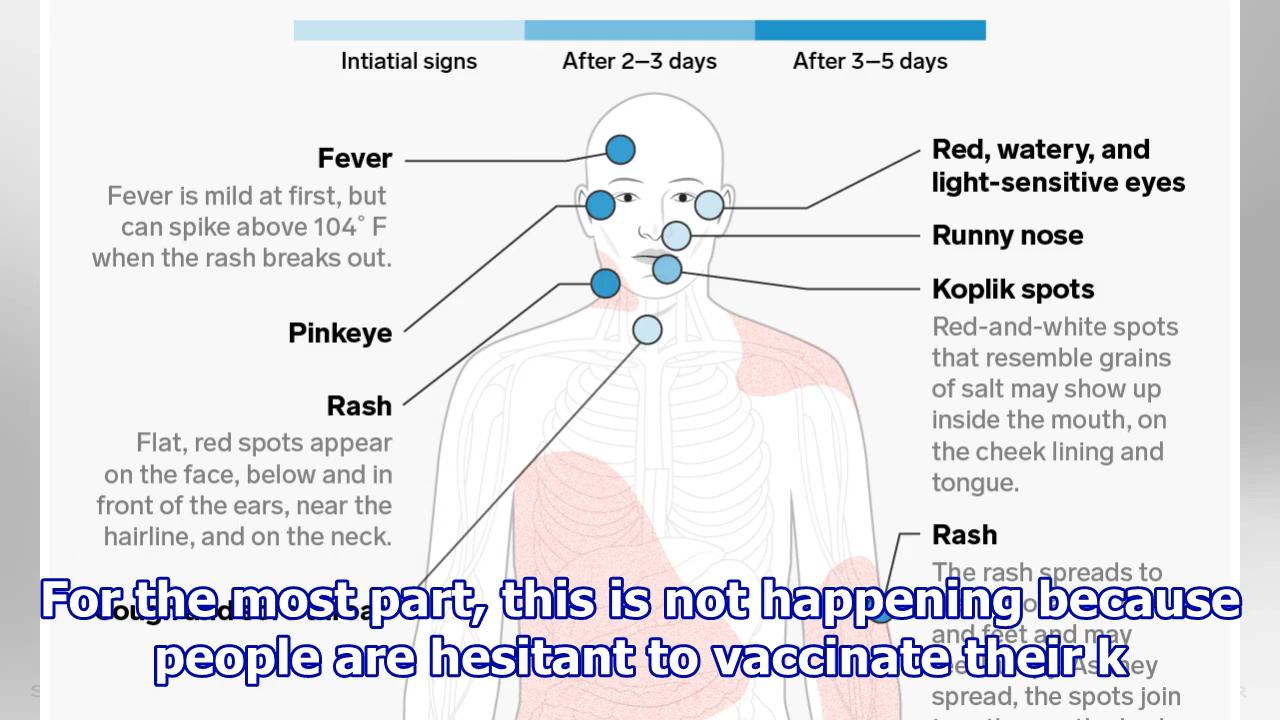 Intiatial signs
After 2–3 days
After 3–5 days
Fever
Fever is mild at first, but
can spike above 104° F
when the rash breaks out.
Pinkeye
Rash
Flat, red spots appear
on the face, below and in
front of the ears, near the
hairline, and on the neck.
Red, watery, and
light-sensitive eyes
Runny nose
Koplik spots
Red-and-white spots
that resemble grains
of salt may show up
inside the mouth, on
the cheek lining and
tongue.
Rash
The rash spreads to
and feet and may
spread, the spots join
For the most part, this is not happening because
people are hesitant to vaccinate their k